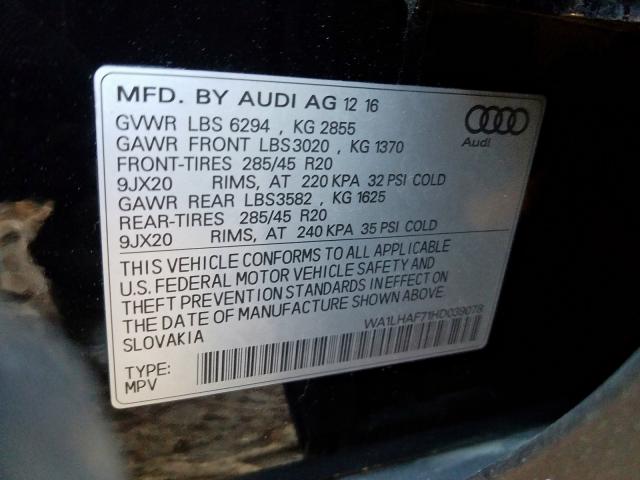 MFD. BY AUDI AG 12 16
Audi
GVWR LBS 6294 , KG 2855
GAWR FRONT LBS3020 , KG 1370
FRONT-TIRES 285/45 R20
9JX20 RIMS, AT 220 KPA 32 PSI COLD
GAWR REAR LBS3582 , KG 1625
REAR-TIRES 285/45 R20
9JX20 RIMS, AT 240 KPA 35 PSI COLD
THIS VEHICLE CONFORMS TO ALL APPLICABLE
U.S. FEDERAL MOTOR VEHICLE SAFETY AND
THEFT PREVENTION STANDARDS IN EFFECT ON
THE DATE OF MANUFACTURE SHOWN ABOVE.
SLOVAKIA
WA1LHAF71HD039078
TYPE:
MPV